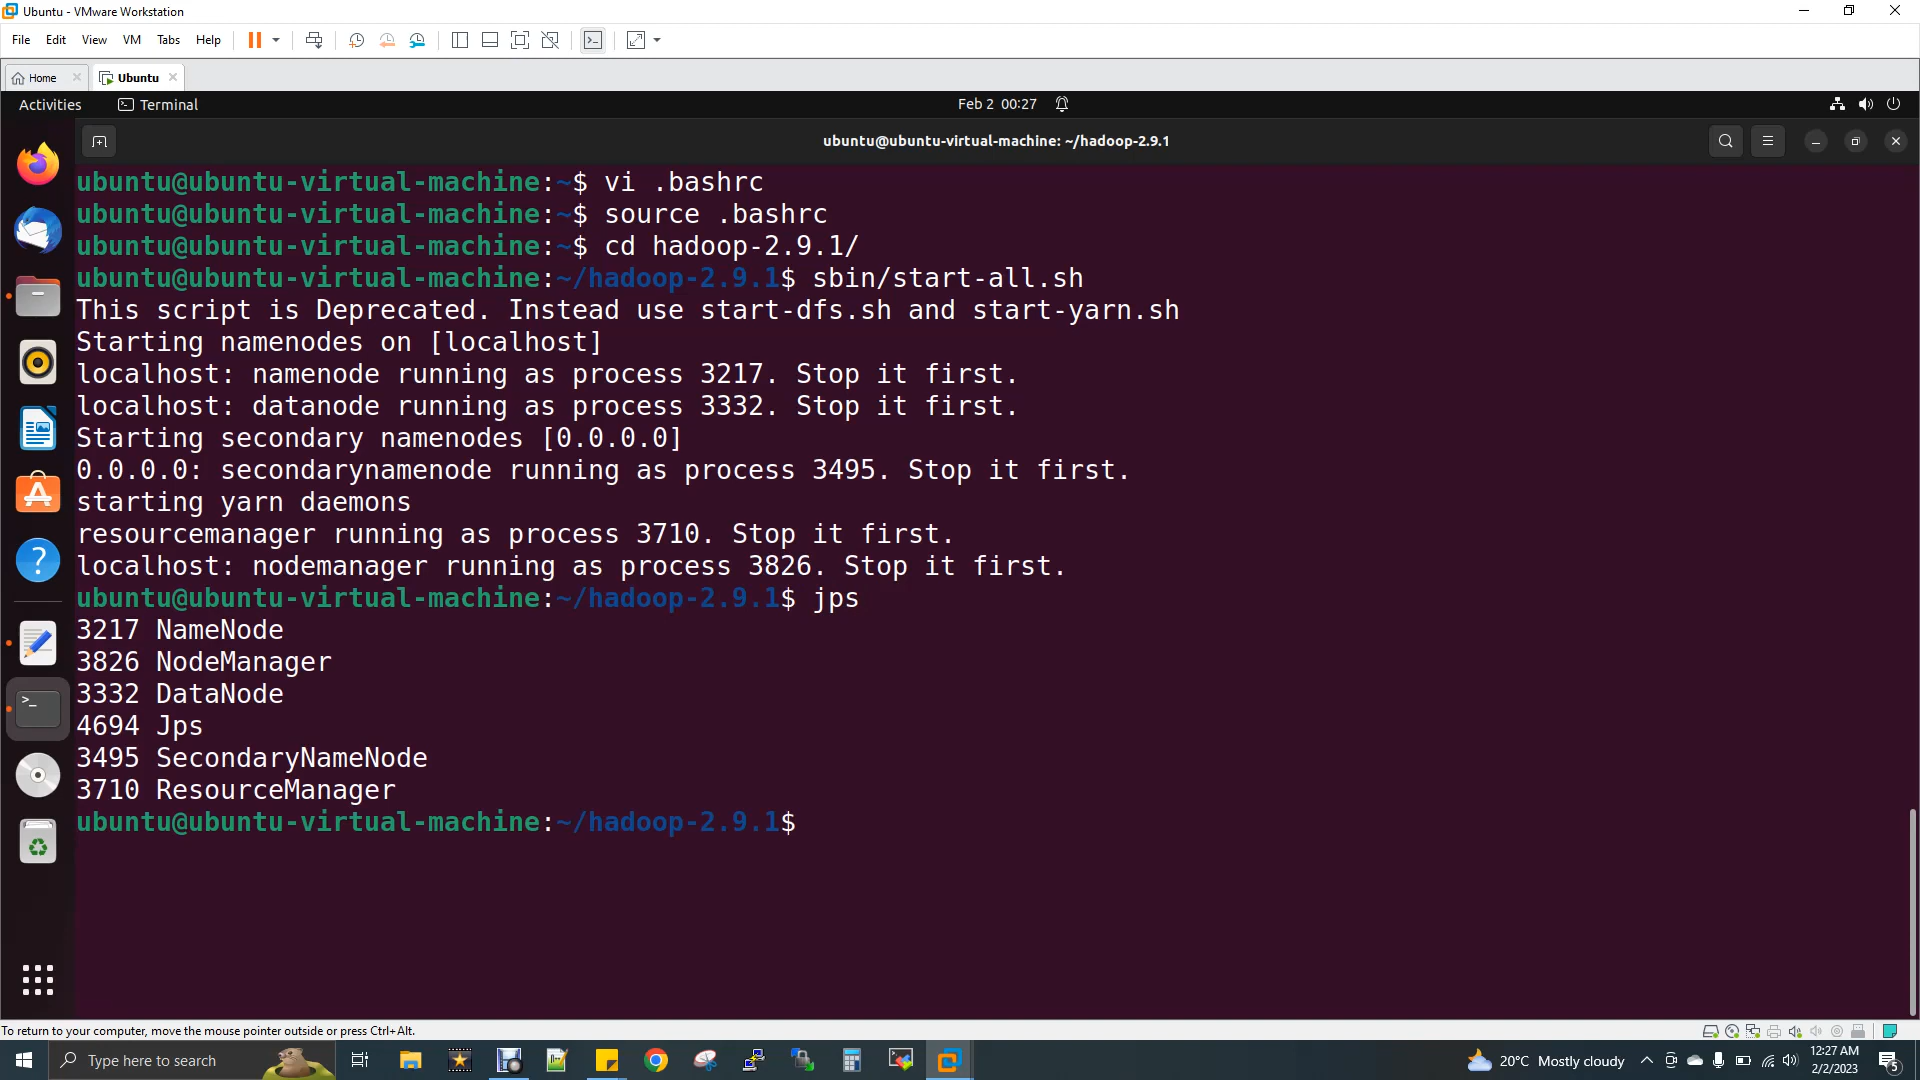 Ubuntu - VMware Workstation
File Edit View VM Tabs Help
Home
Ubuntu
Activities
Terminal
Feb 2 00:27
ubuntu@ubuntu-virtual-machine: ~/hadoop-2.9.1
ubuntu@ubuntu-virtual-machine:~$ vi .bashrc
ubuntu@ubuntu-virtual-machine:~$ source .bashrc
ubuntu@ubuntu-virtual-machine:~$ cd hadoop-2.9.1/
ubuntu@ubuntu-virtual-machine:~/hadoop-2.9.1$ sbin/start-all.sh
This script is Deprecated. Instead use start-dfs.sh and start-yarn.sh
Starting namenodes on [localhost]
localhost: namenode running as process 3217. Stop it first.
localhost: datanode running as process 3332. Stop it first.
Starting secondary namenodes [0.0.0.0]
0.0.0.0: secondarynamenode running as process 3495. Stop it first.
starting yarn daemons
resourcemanager running as process 3710. Stop it first.
localhost: nodemanager running as process 3826. Stop it first.
ubuntu@ubuntu-virtual-machine:~/hadoop-2.9.1$ jps
3217 NameNode
3826 NodeManager
3332 DataNode
4694 Jps
3495 SecondaryNameNode
3710 ResourceManager
ubuntu@ubuntu-virtual-machine:~/hadoop-2.9.1$
To return to your computer, move the mouse pointer outside or press Ctrl+Alt.
Type here to search
20°C Mostly cloudy
12:27 AM
2/2/2023
5